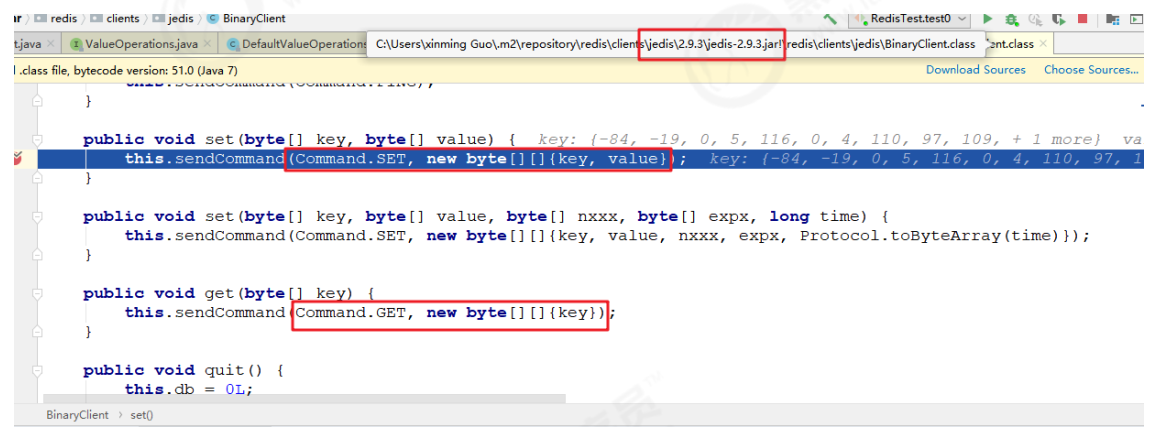 ar redis clients jedis BinaryClient RedisTest.test0
t.java ValueOperations.java DefaultValueOperations C:\Users\xinming Guo\.m2\repository\redis\clients\jedis\2.9.3\jedis-2.9.3.jar!\redis\clients\jedis\BinaryClient.class ent.class
.class file, bytecode version: 51.0 (Java 7) Download Sources Choose Sources...
this.sendCommand(Command.PING);
}
public void set(byte[] key, byte[] value) { key: {-84, -19, 0, 5, 116, 0, 4, 110, 97, 109, + 1 more} va
this.sendCommand(Command.SET, new byte[][]{key, value}); key: {-84, -19, 0, 5, 116, 0, 4, 110, 97, 1
}
public void set(byte[] key, byte[] value, byte[] nxxx, byte[] expx, long time) {
this.sendCommand(Command.SET, new byte[][]{key, value, nxxx, expx, Protocol.toByteArray(time)});
}
public void get(byte[] key) {
this.sendCommand(Command.GET, new byte[][]{key});
}
public void quit() {
this.db = 0L;
BinaryClient set()